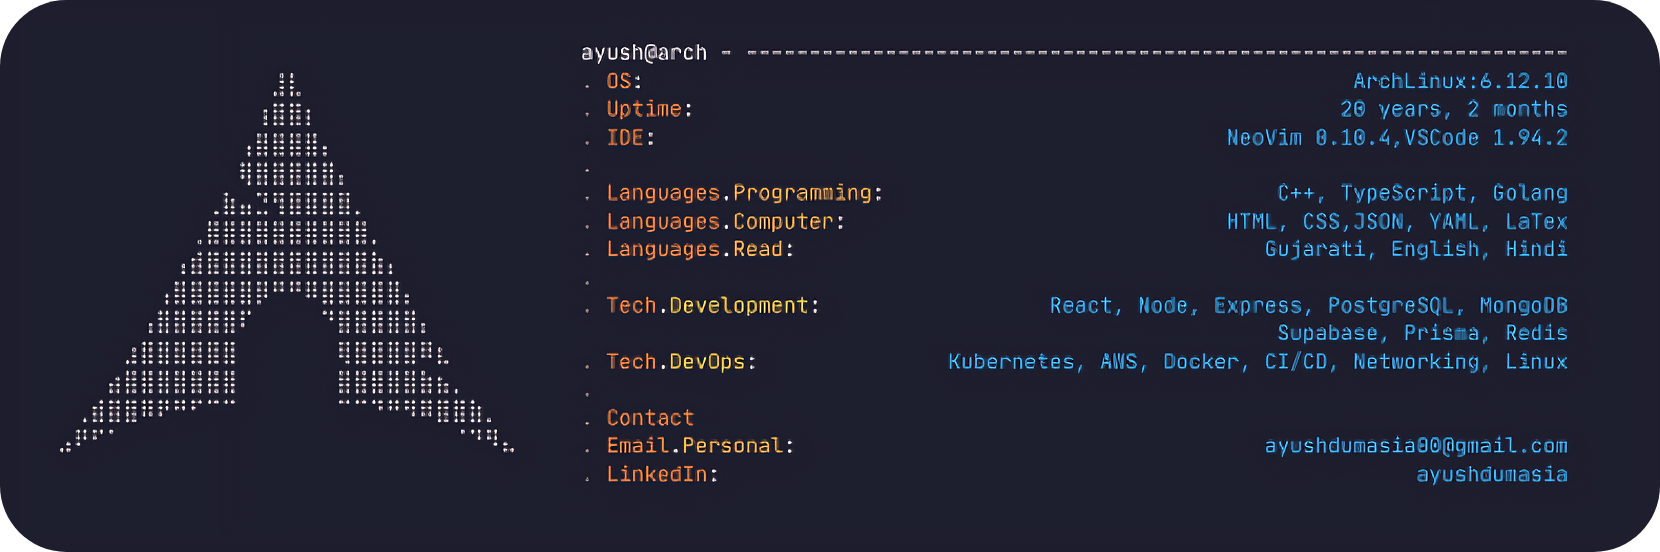 ayush@arch - -----------------------------------------------------------------
. OS: ArchLinux:6.12.10
. Uptime: 20 years, 2 months
. IDE: NeoVim 0.10.4,VSCode 1.94.2
.
. Languages.Programming: C++, TypeScript, Golang
. Languages.Computer: HTML, CSS,JSON, YAML, LaTex
. Languages.Read: Gujarati, English, Hindi
.
. Tech.Development: React, Node, Express, PostgreSQL, MongoDB
Supabase, Prisma, Redis
. Tech.DevOps: Kubernetes, AWS, Docker, CI/CD, Networking, Linux
.
. Contact
. Email.Personal: ayushdumasia00@gmail.com
. LinkedIn: ayushdumasia